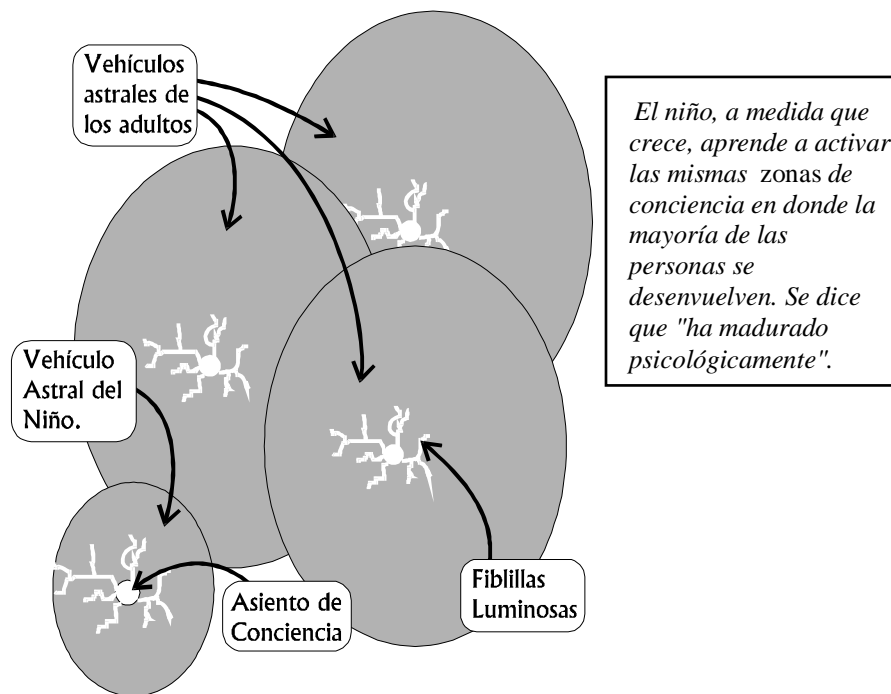 Vehículos
astrales de
los adultos
El niño, a medida que
crece, aprende a activar
las mismas zonas de
conciencia en donde la
mayoría de las
personas se
desenvuelven. Se dice
que "ha madurado
psicológicamente".
Vehículo
Astral del
Niño.
Asiento de
Conciencia
Fiblillas
Luminosas